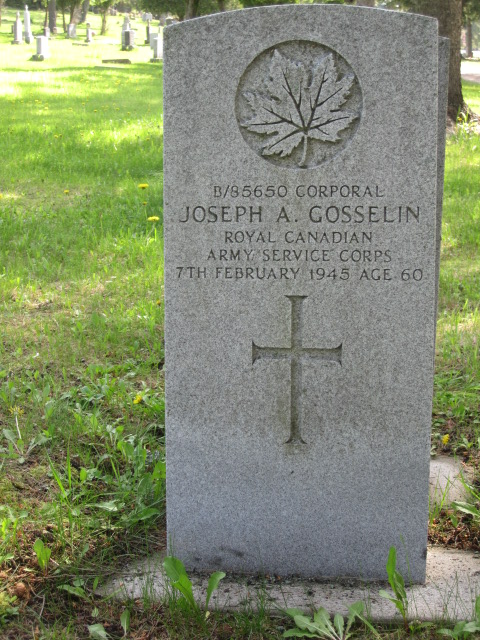 B/85650 CORPORAL
JOSEPH A. GOSSELIN
ROYAL CANADIAN
ARMY SERVICE CORPS
7TH FEBRUARY 1945 AGE 60